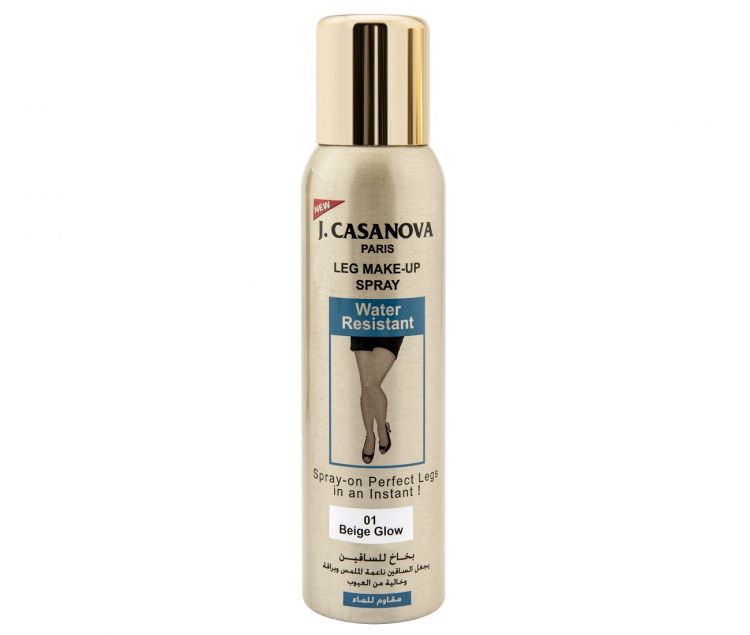 NEW
J. CASANOVA
PARIS
LEG MAKE-UP
SPRAY
Water
Resistant
Spray-on Perfect Legs
in an Instant !
01
Beige Glow
بخاخ للساقين
يجعل الساقين ناعمة الملمس وبراقة
وخالية من العيوب
مقاوم للماء